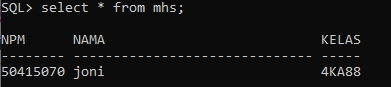 SQL> select * from mhs;
NPM NAMA KELAS
-------- ------------------------------ -----
50415070 joni 4KA88